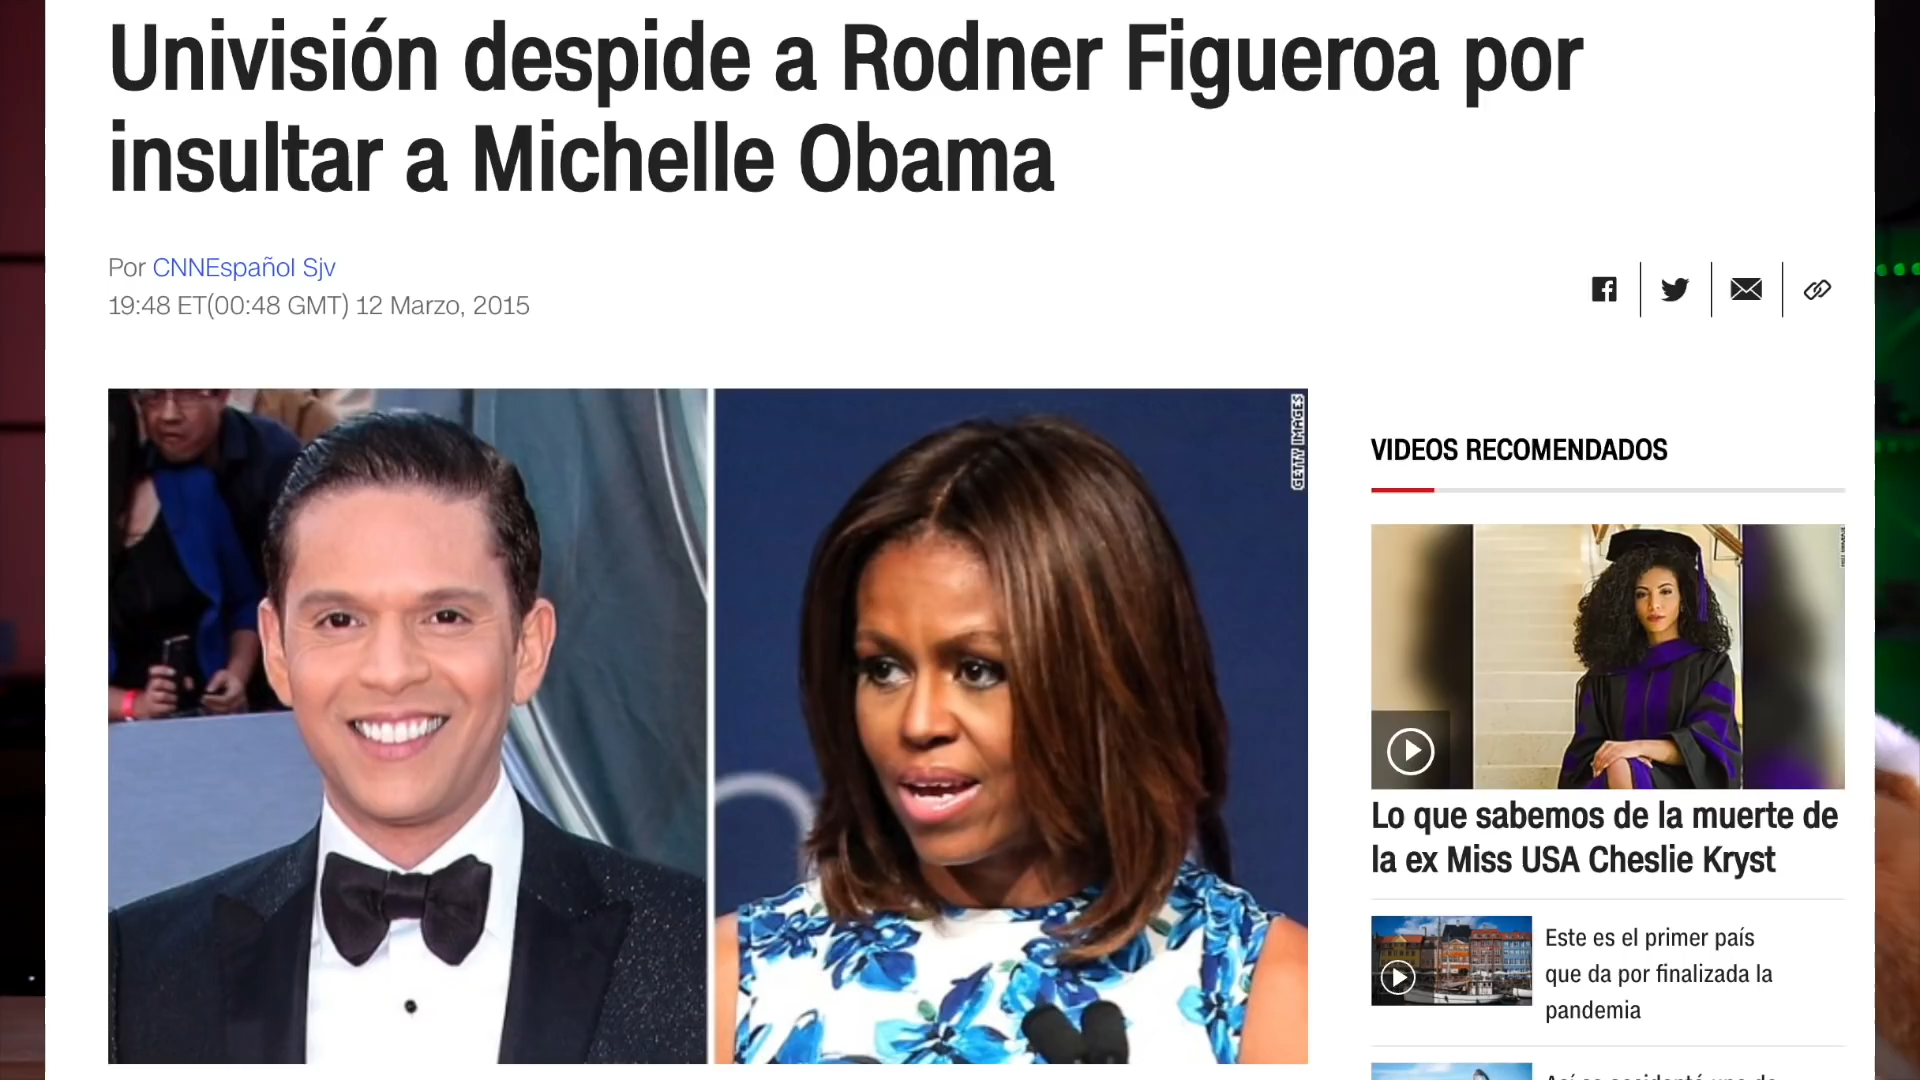 Univisión despide a Rodner Figueroa por
insultar a Michelle Obama
Por CNNEspañol Sjv
19:48 ET(00:48 GMT) 12 Marzo, 2015
GETTY IMAGES
VIDEOS RECOMENDADOS
Lo que sabemos de la muerte de
la ex Miss USA Cheslie Kryst
Este es el primer país
que da por finalizada la
pandemia